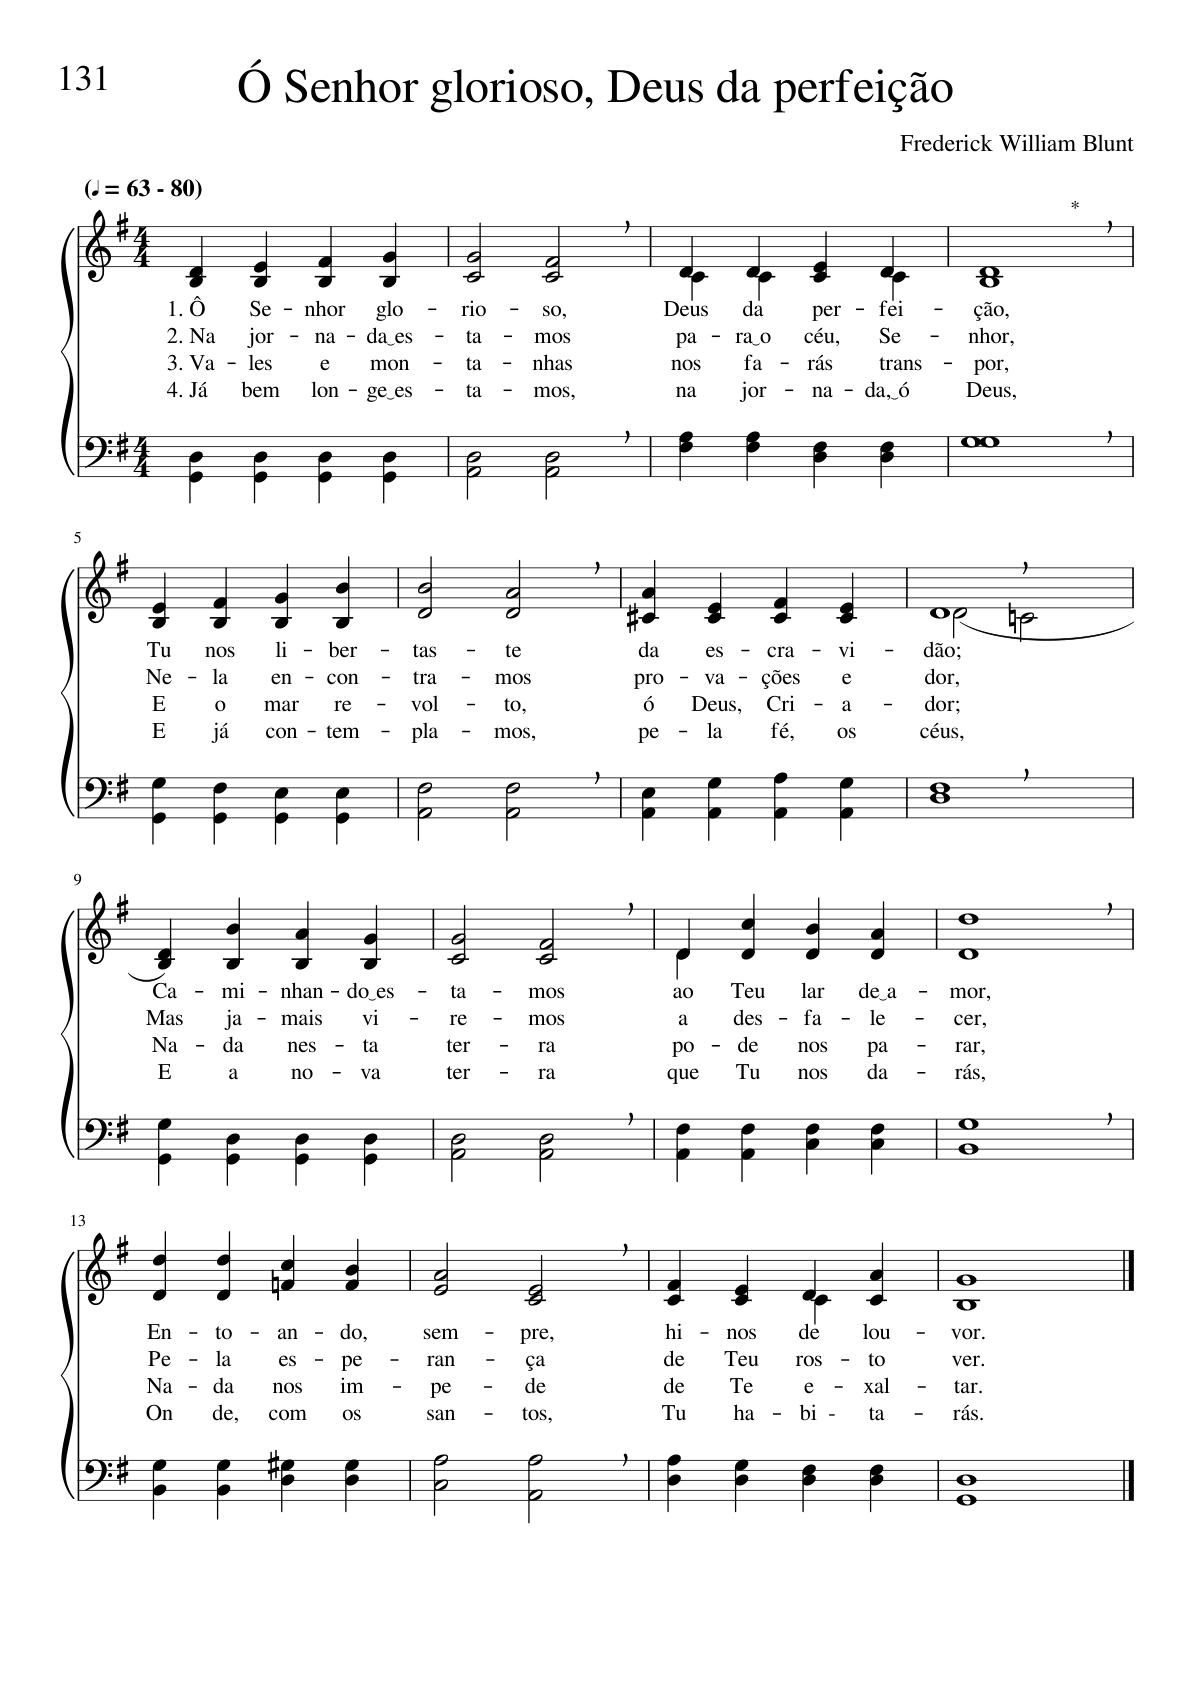 131
Ó Senhor glorioso, Deus da perfeição
Frederick William Blunt
(♩ = 63 - 80)
*
4 4
1. Ô Se - nhor glo - rio - so, Deus da per - fei - ção,
2. Na jor - na - da‿es - ta - mos pa - ra‿o céu, Se - nhor,
3. Va - les e mon - ta - nhas nos fa - rás trans - por,
4. Já bem lon - ge‿es - ta - mos, na jor - na - da,‿ó Deus,
4 4
5
Tu nos li - ber - tas - te da es - cra - vi - dão;
Ne - la en - con - tra - mos pro - va - ções e dor,
E o mar re - vol - to, ó Deus, Cri - a - dor;
E já con - tem - pla - mos, pe - la fé, os céus,
9
Ca - mi - nhan - do‿es - ta - mos ao Teu lar de‿a - mor,
Mas ja - mais vi - re - mos a des - fa - le - cer,
Na - da nes - ta ter - ra po - de nos pa - rar,
E a no - va ter - ra que Tu nos da - rás,
13
En - to - an - do, sem - pre, hi - nos de lou - vor.
Pe - la es - pe - ran - ça de Teu ros - to ver.
Na - da nos im - pe - de de Te e - xal - tar.
On de, com os san - tos, Tu ha - bi - ta - rás.